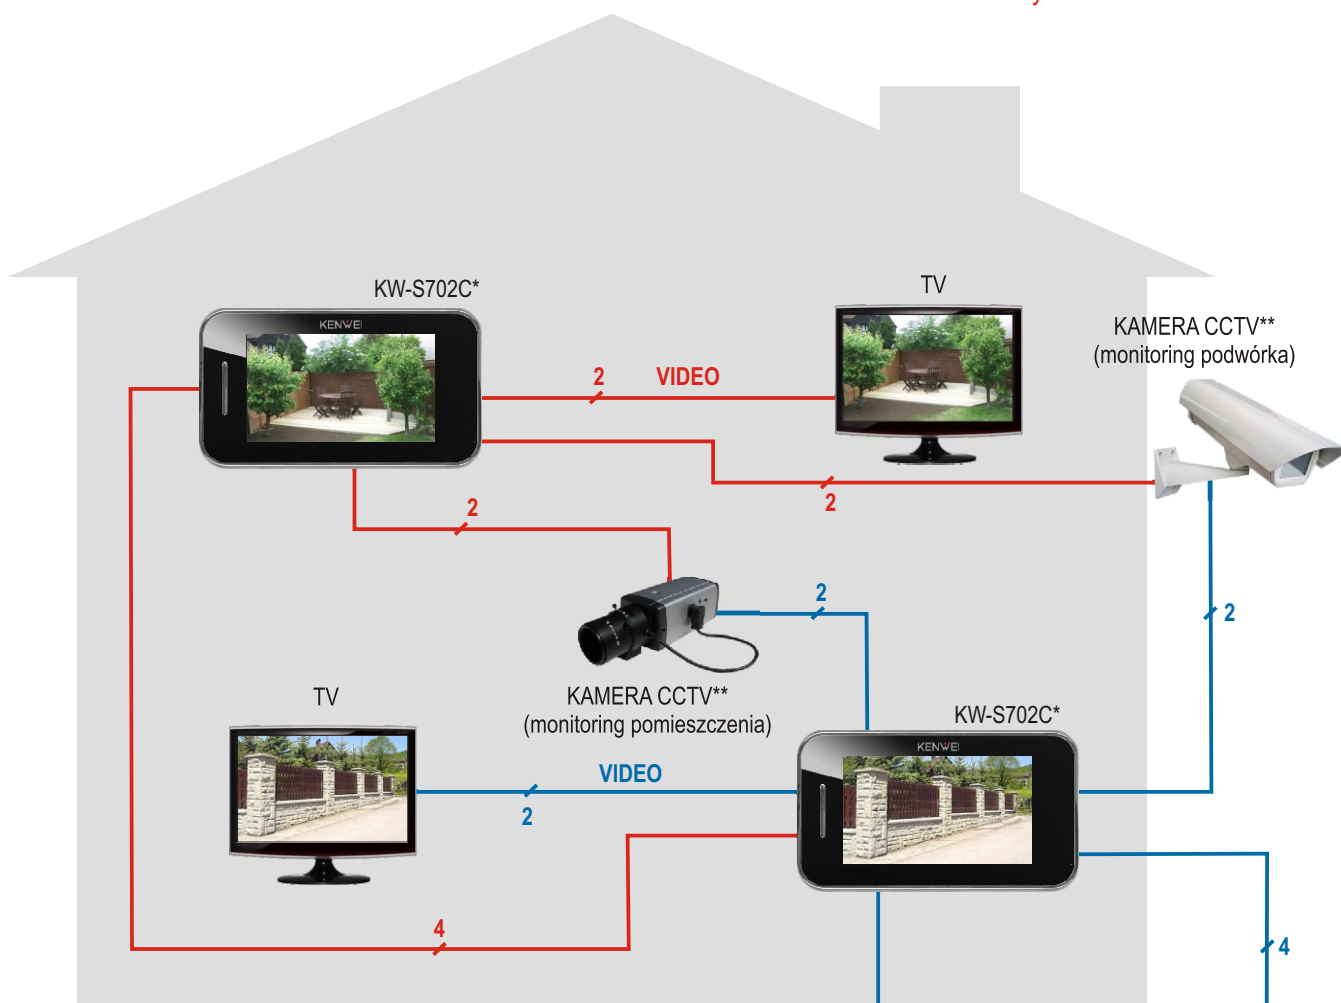 KW-S702C*
TV
KENWEI
KAMERA CCTV**
(monitoring podwórka)
2
VIDEO
2
2
2
2
TV
KAMERA CCTV**
(monitoring pomieszczenia)
KW-S702C*
KENWEI
VIDEO
2
4
4